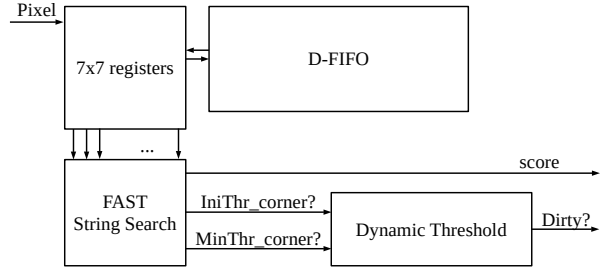 Pixel
7x7 registers
D-FIFO
...
score
FAST
String Search
IniThr_corner?
MinThr_corner?
Dynamic Threshold
Dirty?